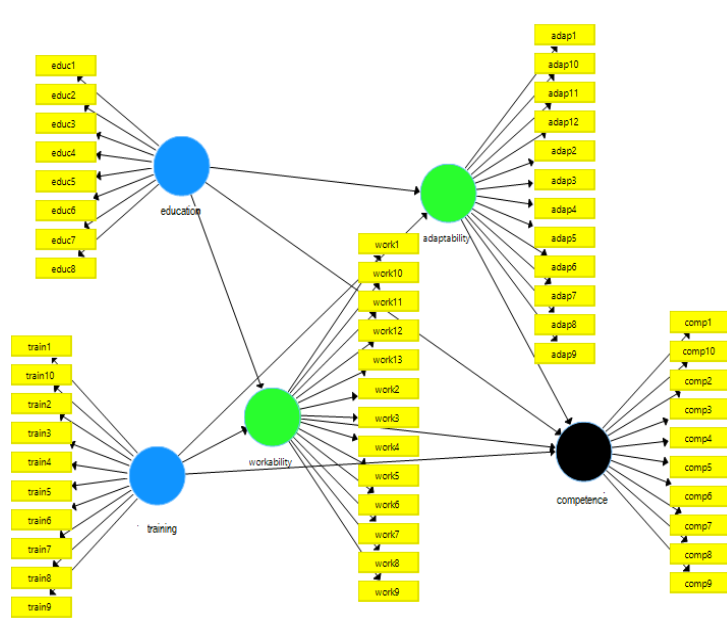 educ1
educ2
educ3
educ4
educ5
educ6
educ7
educ8
education
adap1
adap10
adap11
adap12
adap2
adap3
adap4
adap5
adap6
adap7
adap8
adap9
adaptability
work1
work10
work11
work12
work13
work2
work3
work4
work5
work6
work7
work8
work9
workability
train1
train10
train2
train3
train4
train5
train6
train7
train8
train9
training
comp1
comp10
comp2
comp3
comp4
comp5
comp6
comp7
comp8
comp9
competence